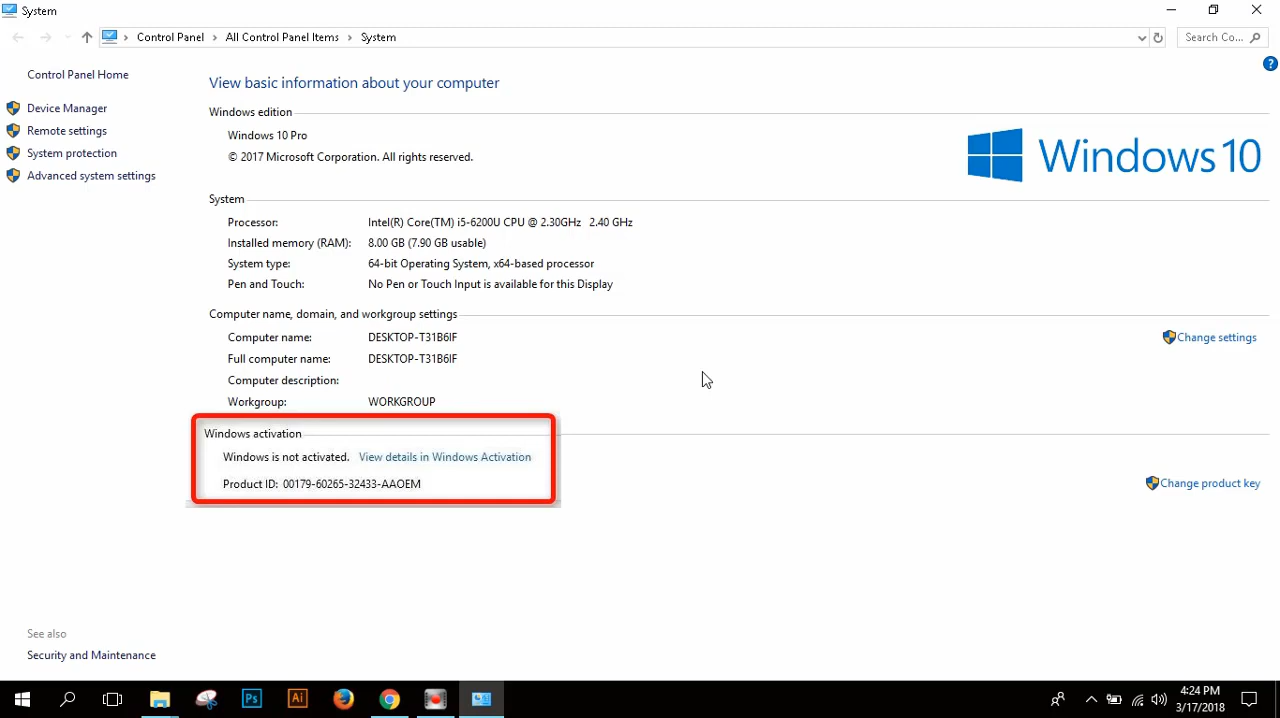 System
Control Panel > All Control Panel Items > System
Search Co...
Control Panel Home
Device Manager
Remote settings
System protection
Advanced system settings
View basic information about your computer
Windows edition
Windows 10 Pro
© 2017 Microsoft Corporation. All rights reserved.
Windows 10
System
Processor: Intel(R) Core(TM) i5-6200U CPU @ 2.30GHz 2.40 GHz
Installed memory (RAM): 8.00 GB (7.90 GB usable)
System type: 64-bit Operating System, x64-based processor
Pen and Touch: No Pen or Touch Input is available for this Display
Computer name, domain, and workgroup settings
Computer name: DESKTOP-T31B6IF
Change settings
Full computer name: DESKTOP-T31B6IF
Computer description:
Workgroup: WORKGROUP
Windows activation
Windows is not activated. View details in Windows Activation
Product ID: 00179-60265-32433-AAOEM
Change product key
See also
Security and Maintenance
Ps
Ai
4:24 PM
3/17/2018